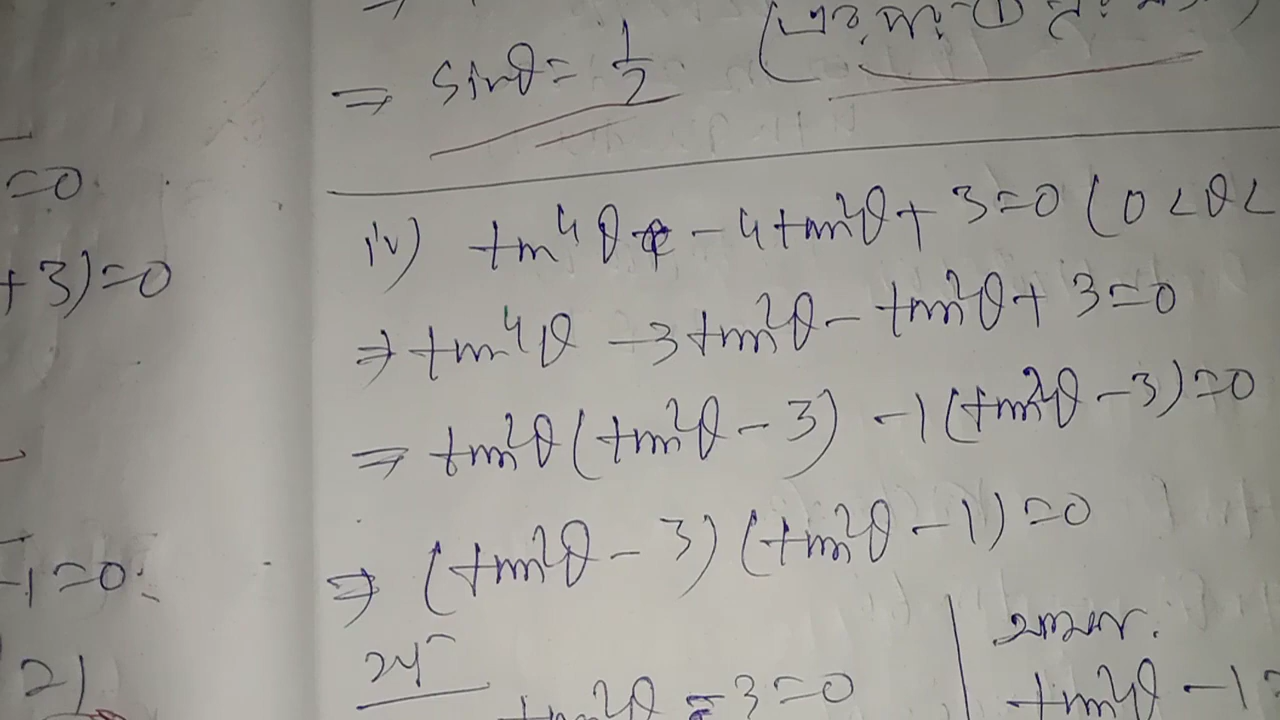 =0
+ 3)=0
-1=0
⇒ sinθ = 1/2
iv) tan⁴θ - 4tan²θ + 3=0 (0<θ<
⇒ tan⁴θ - 3tan²θ - tan²θ + 3=0
⇒ tan²θ(tan²θ - 3) -1(tan²θ - 3)=0
⇒ (tan²θ - 3)(tan²θ - 1)=0
tan²θ - 3=0
tan²θ - 1